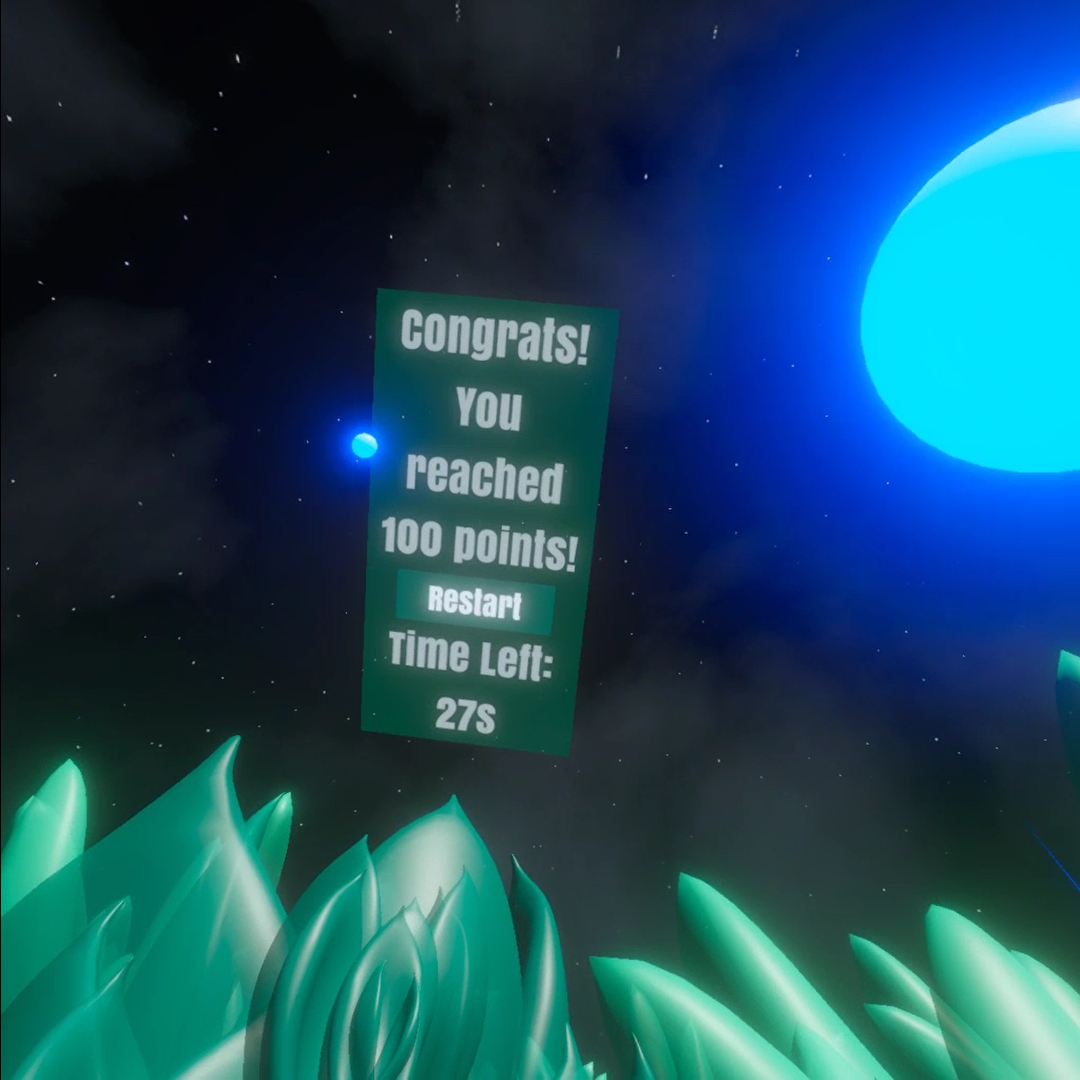 Congrats!
You
reached
100 points!
Restart
Time Left:
27s